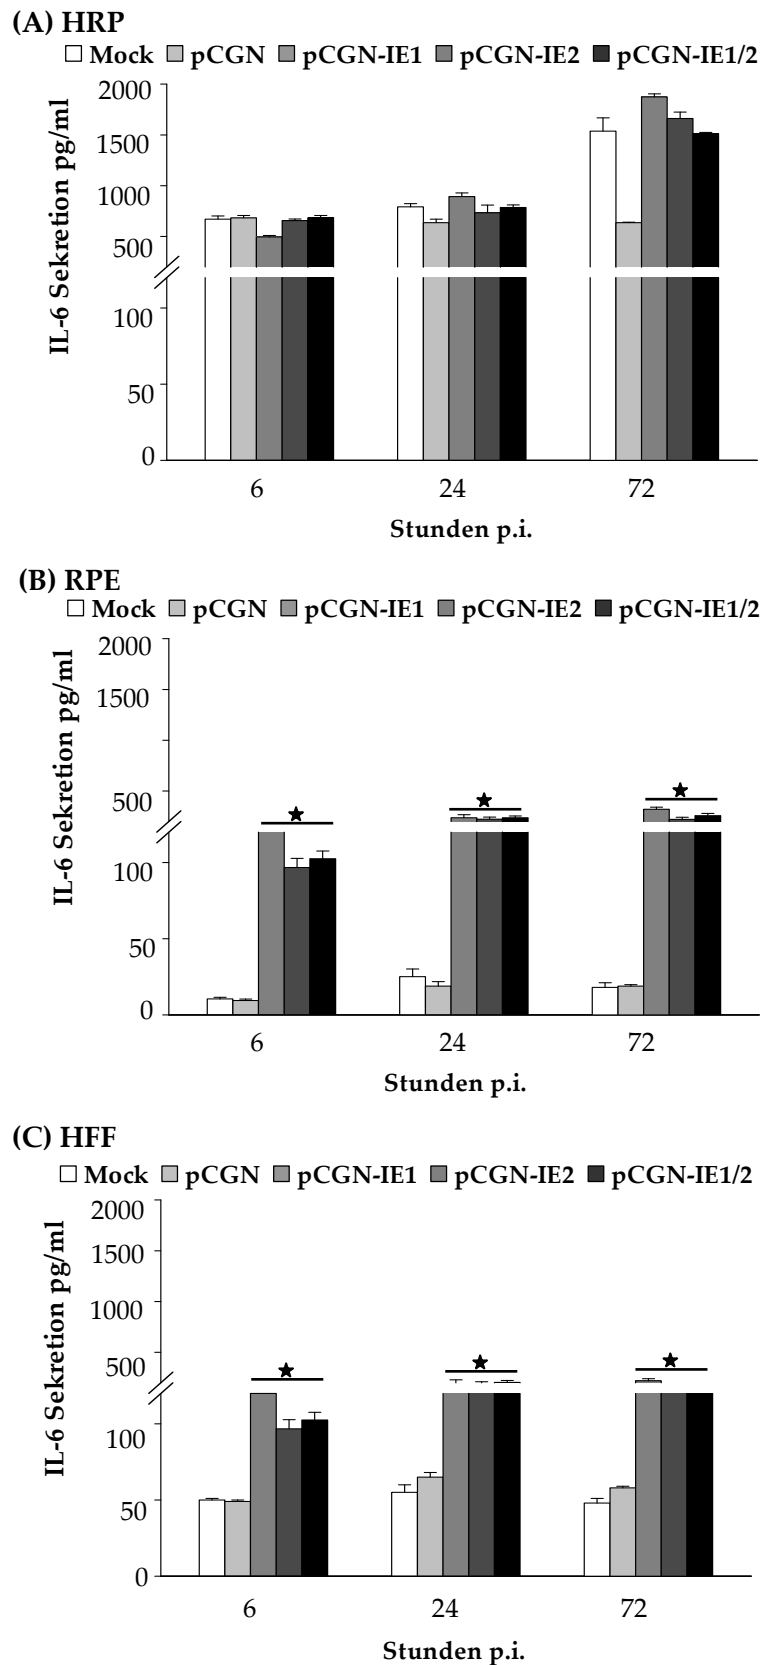 (A) HRP
Mock pCGN pCGN-IE1 pCGN-IE2 pCGN-IE1/2
IL-6 Sekretion pg/ml
2000
1500
1000
500
100
50
0
6 24 72
Stunden p.i.
(B) RPE
Mock pCGN pCGN-IE1 pCGN-IE2 pCGN-IE1/2
IL-6 Sekretion pg/ml
2000
1500
500
100
50
0
6 24 72
Stunden p.i.
(C) HFF
Mock pCGN pCGN-IE1 pCGN-IE2 pCGN-IE1/2
IL-6 Sekretion pg/ml
2000
1500
1000
500
100
50
0
6 24 72
Stunden p.i.